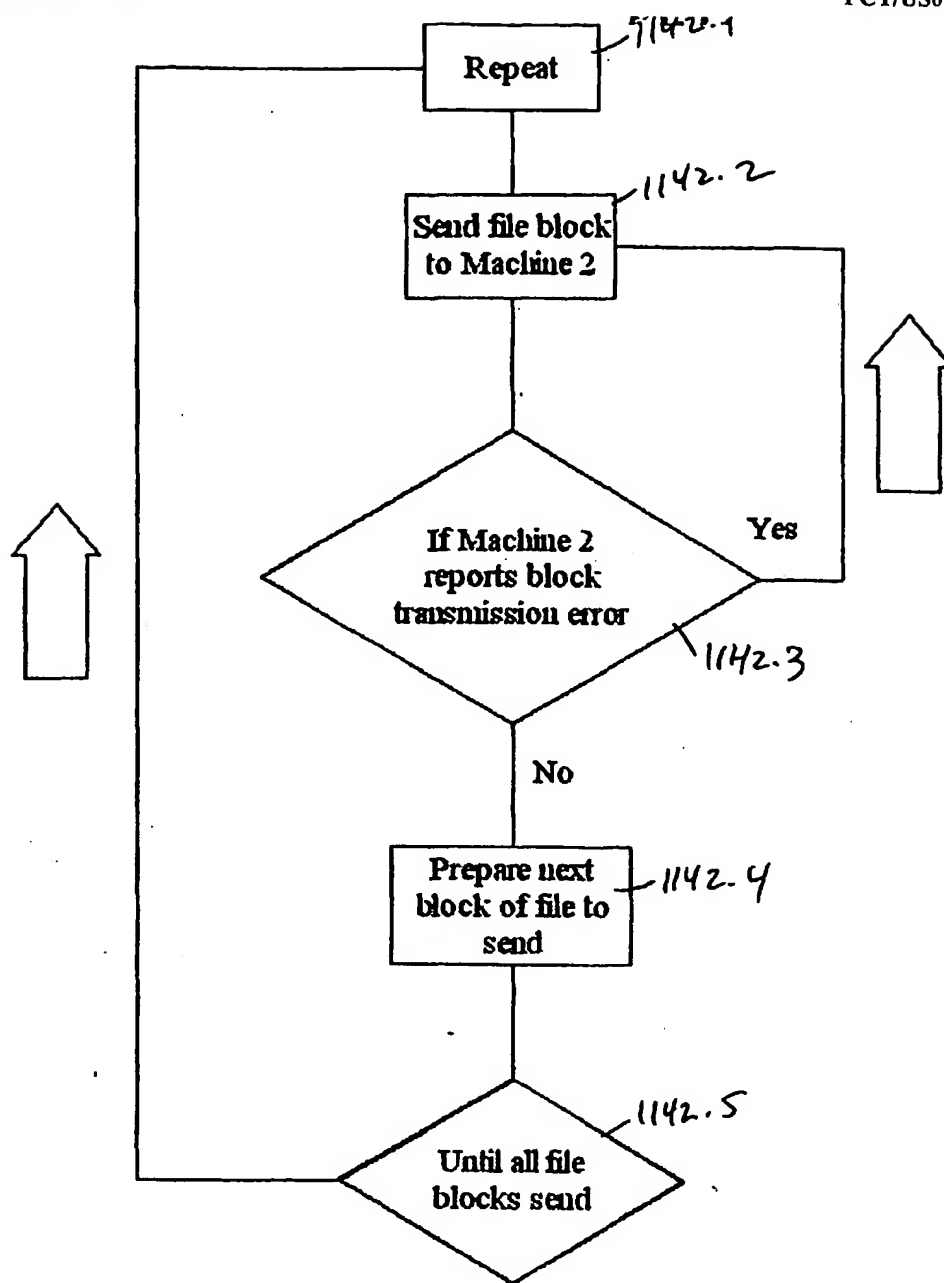 Repeat
1142.1
Send file block
to Machine 2
1142.2
If Machine 2
reports block
transmission error
Yes
1142.3
No
Prepare next
block of file to
send
1142.4
Until all file
blocks send
1142.5